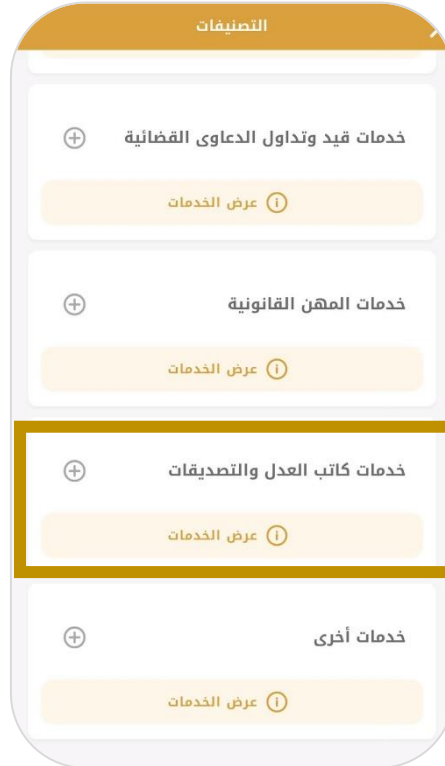 التصنيفات
خدمات قيد وتداول الدعاوى القضائية
عرض الخدمات
خدمات المهن القانونية
عرض الخدمات
خدمات كاتب العدل والتصديقات
عرض الخدمات
خدمات أخرى
عرض الخدمات